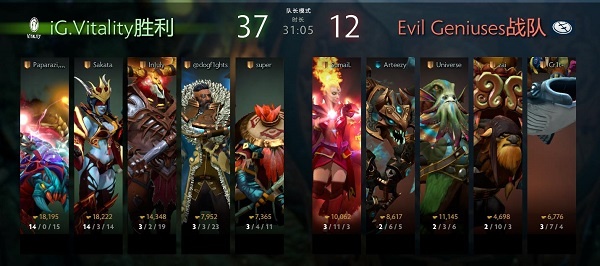 iG.Vitality胜利
37
队长模式
时长
31:05
12
Evil Geniuses战队
Paparazi...
Sakata
InJuly
@dogf1ghts
super
SumaiL
Arteezy
Universe
zai
Cr1t-
18,195
18,222
14,348
7,952
7,365
10,062
8,617
11,145
4,698
6,776
14 / 0 / 15
14 / 3 / 14
3 / 2 / 19
3 / 3 / 23
3 / 4 / 11
3 / 11 / 3
2 / 6 / 5
2 / 3 / 6
2 / 10 / 3
3 / 7 / 4